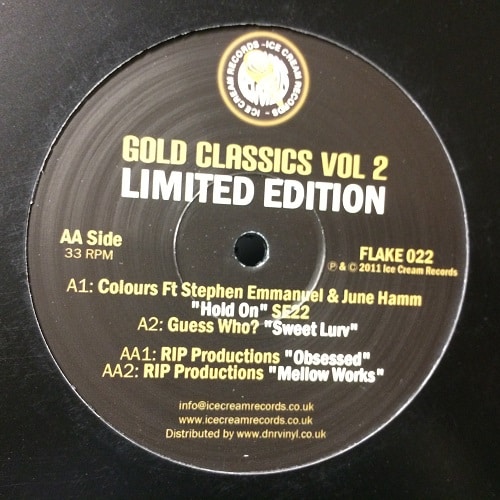 ICE CREAM RECORDS - ICE CREAM RECORDS -
GOLD CLASSICS VOL 2
LIMITED EDITION
AA Side
33 RPM
FLAKE 022
℗ & © 2011 Ice Cream Records
A1: Colours Ft Stephen Emmanuel & June Hamm
"Hold On" SE22
A2: Guess Who? "Sweet Lurv"
AA1: RIP Productions "Obsessed"
AA2: RIP Productions "Mellow Works"
info@icecreamrecords.co.uk
www.icecreamrecords.co.uk
Distributed by www.dnrvinyl.co.uk